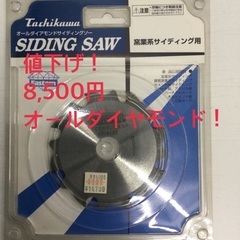 Tachikawa
オールダイアモンドサイディングソー
SIDING SAW
窯業系サイディング用
値下げ！
8,500円
オールダイヤモンド！